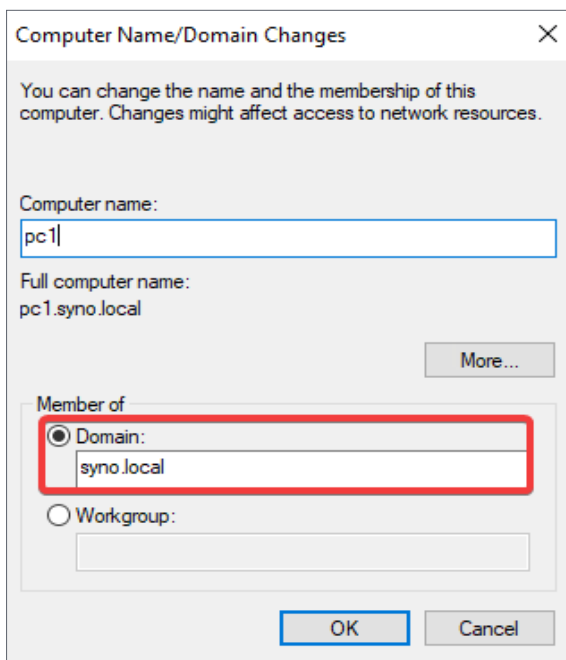 Computer Name/Domain Changes
You can change the name and the membership of this
computer. Changes might affect access to network resources.
Computer name:
pc1
Full computer name:
pc1.syno.local
More...
Member of
Domain:
syno.local
Workgroup:
OK
Cancel